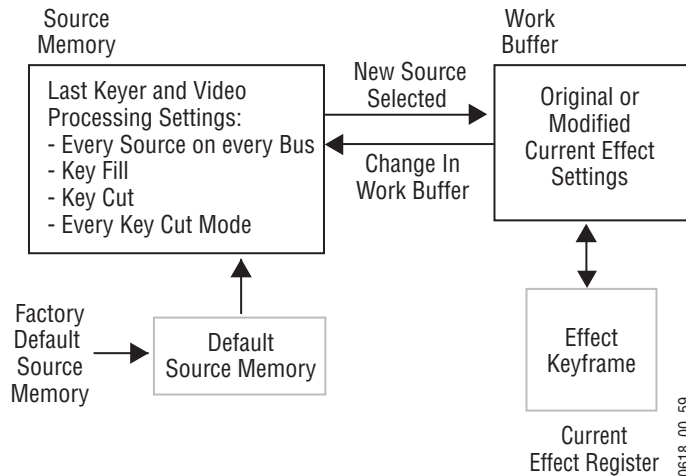 Source
Memory
Last Keyer and Video
Processing Settings:
- Every Source on every Bus
- Key Fill
- Key Cut
- Every Key Cut Mode
New Source
Selected
Change In
Work Buffer
Work
Buffer
Original or
Modified
Current Effect
Settings
Factory
Default
Source
Memory
Default
Source Memory
Effect
Keyframe
Current
Effect Register
0618_00_59